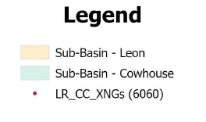 Legend
Sub-Basin - Leon
Sub-Basin - Cowhouse
LR_CC_XNGs (6060)